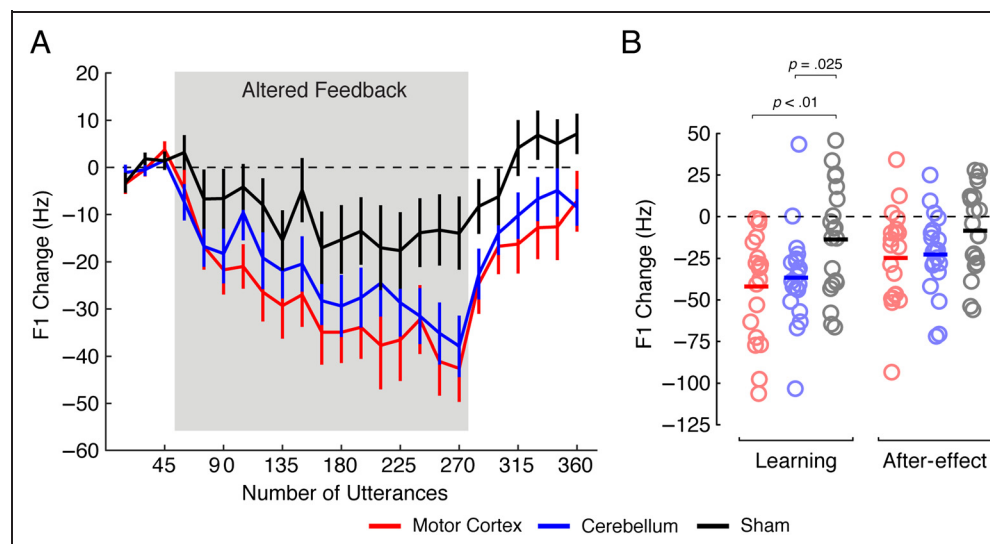 A
B
Altered Feedback
F1 Change (Hz)
20
10
0
−10
−20
−30
−40
−50
−60
45 90 135 180 225 270 315 360
Number of Utterances
p = .025
p < .01
F1 Change (Hz)
50
25
0
−25
−50
−75
−100
−125
Learning After-effect
Motor Cortex Cerebellum Sham